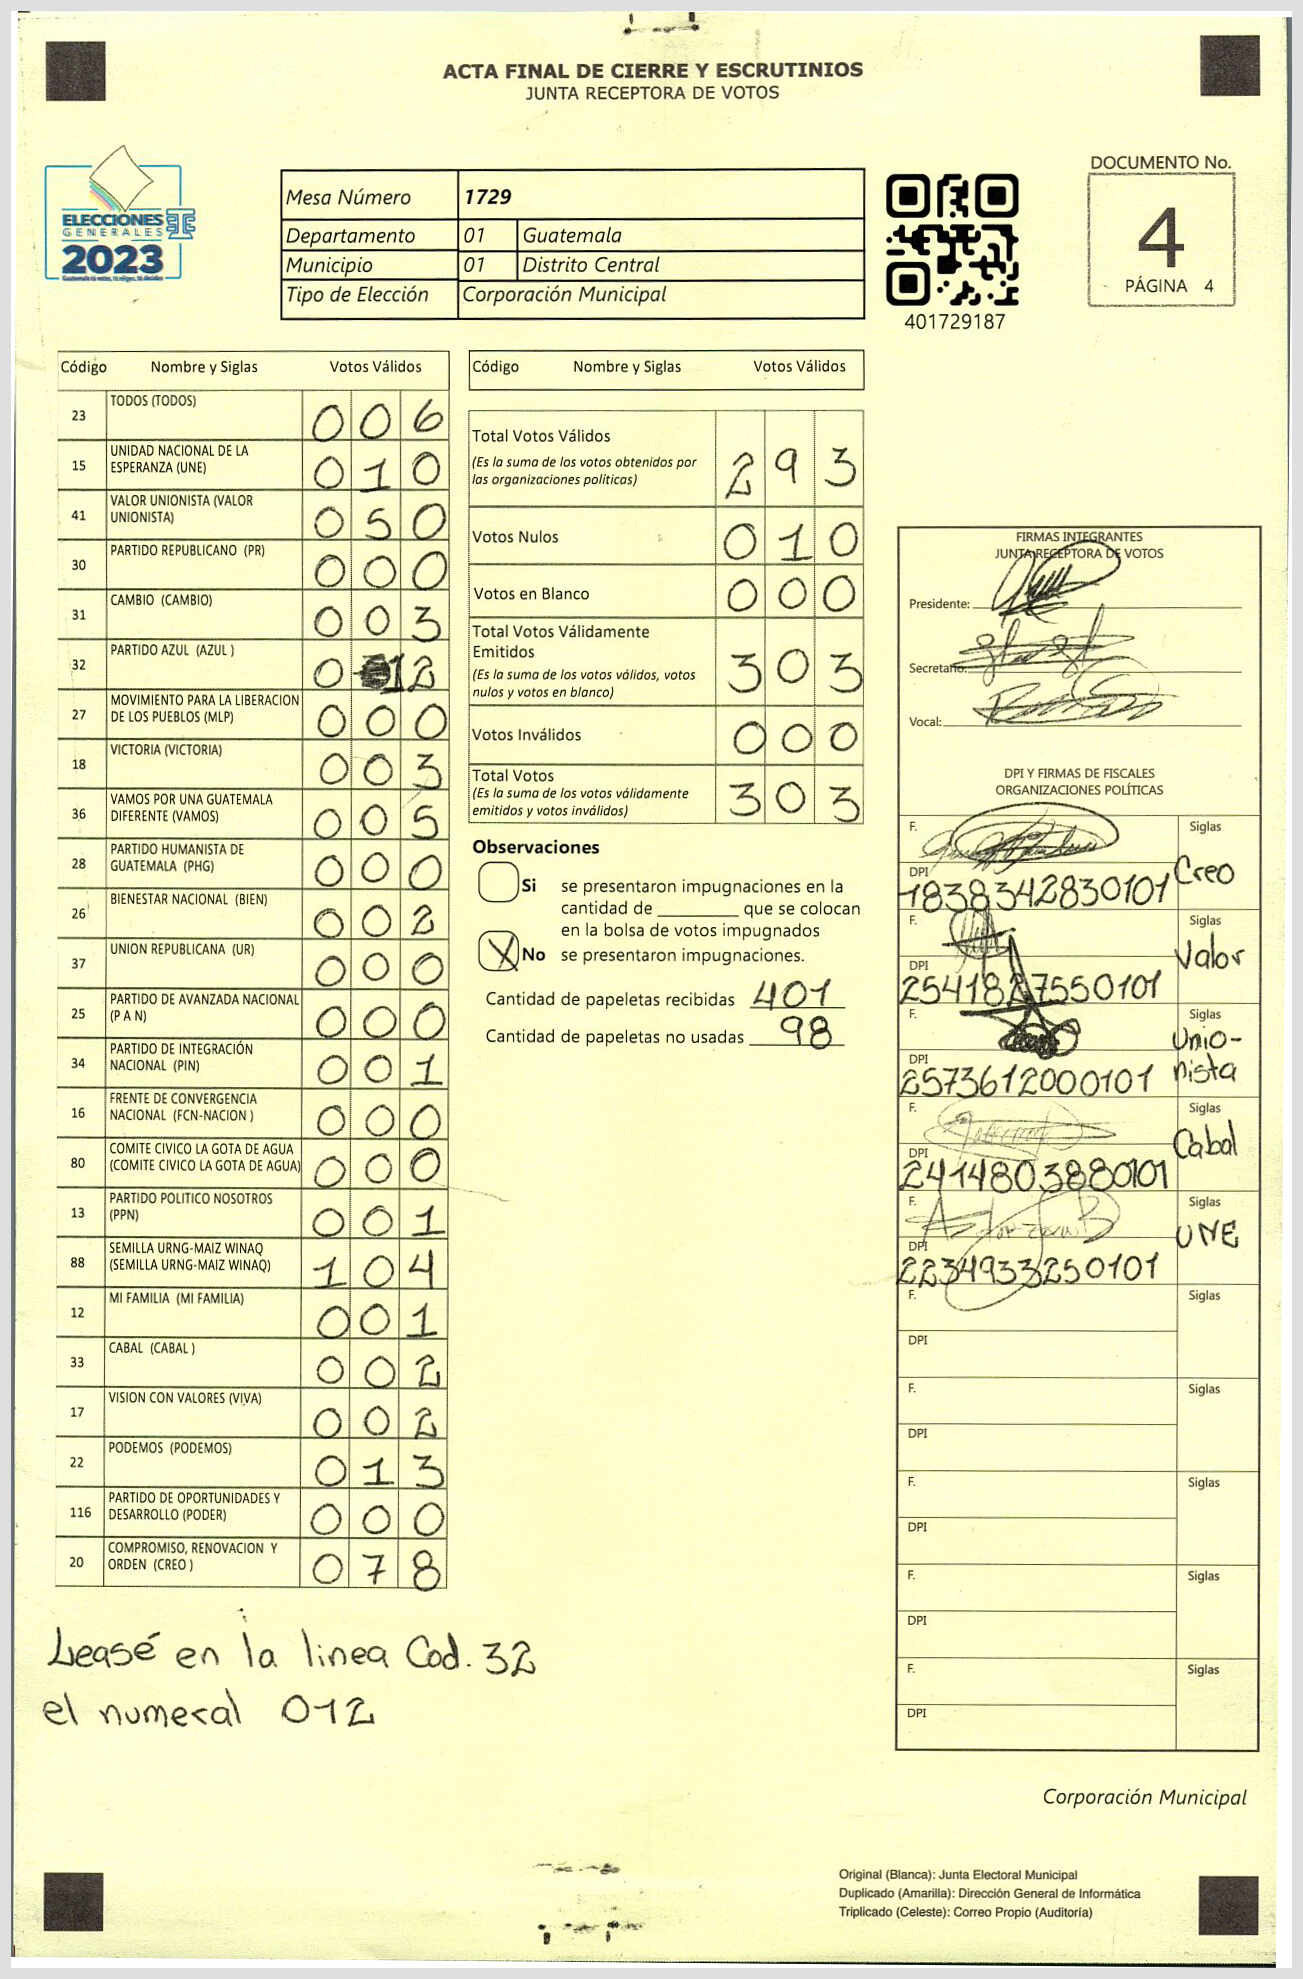 ACTA FINAL DE CIERRE Y ESCRUTINIOS
JUNTA RECEPTORA DE VOTOS
ELECCIONES
GENERALES
2023
Mesa Número 1729
Departamento 01 Guatemala
Municipio 01 Distrito Central
Tipo de Elección Corporación Municipal
401729187
DOCUMENTO No.
4
PÁGINA 4
Código Nombre y Siglas Votos Válidos
23 TODOS (TODOS) 0 0 6
15 UNIDAD NACIONAL DE LA
ESPERANZA (UNE) 0 1 0
41 VALOR UNIONISTA (VALOR
UNIONISTA) 0 5 0
30 PARTIDO REPUBLICANO (PR) 0 0 0
31 CAMBIO (CAMBIO) 0 0 3
32 PARTIDO AZUL (AZUL ) 0 1 2
27 MOVIMIENTO PARA LA LIBERACION
DE LOS PUEBLOS (MLP) 0 0 0
18 VICTORIA (VICTORIA) 0 0 3
36 VAMOS POR UNA GUATEMALA
DIFERENTE (VAMOS) 0 0 5
28 PARTIDO HUMANISTA DE
GUATEMALA (PHG) 0 0 0
26 BIENESTAR NACIONAL (BIEN) 0 0 2
37 UNION REPUBLICANA (UR) 0 0 0
25 PARTIDO DE AVANZADA NACIONAL
(P A N) 0 0 0
34 PARTIDO DE INTEGRACIÓN
NACIONAL (PIN) 0 0 1
16 FRENTE DE CONVERGENCIA
NACIONAL (FCN-NACION ) 0 0 0
80 COMITE CIVICO LA GOTA DE AGUA
(COMITE CIVICO LA GOTA DE AGUA) 0 0 0
13 PARTIDO POLITICO NOSOTROS
(PPN) 0 0 1
88 SEMILLA URNG-MAIZ WINAQ
(SEMILLA URNG-MAIZ WINAQ) 1 0 4
12 MI FAMILIA (MI FAMILIA) 0 0 1
33 CABAL (CABAL ) 0 0 2
17 VISION CON VALORES (VIVA) 0 0 2
22 PODEMOS (PODEMOS) 0 1 3
116 PARTIDO DE OPORTUNIDADES Y
DESARROLLO (PODER) 0 0 0
20 COMPROMISO, RENOVACION Y
ORDEN (CREO ) 0 7 8
Leasé en la linea Cod. 32
el numeral 012
Código Nombre y Siglas Votos Válidos
Total Votos Válidos 2 9 3
(Es la suma de los votos obtenidos por
las organizaciones políticas)
Votos Nulos 0 1 0
Votos en Blanco 0 0 0
Total Votos Válidamente
Emitidos 3 0 3
(Es la suma de los votos válidos, votos
nulos y votos en blanco)
Votos Inválidos 0 0 0
Total Votos 3 0 3
(Es la suma de los votos válidamente
emitidos y votos inválidos)
Observaciones
Si se presentaron impugnaciones en la
cantidad de ________ que se colocan
en la bolsa de votos impugnados
X No se presentaron impugnaciones.
Cantidad de papeletas recibidas 401
Cantidad de papeletas no usadas 98
FIRMAS INTEGRANTES
JUNTA RECEPTORA DE VOTOS
Presidente:
Secretario:
Vocal:
DPI Y FIRMAS DE FISCALES
ORGANIZACIONES POLÍTICAS
F. Siglas
Creo
DPI 1838342830101
F. Siglas
Valor
DPI 2541827550101
F. Siglas
Unio-
nista
DPI 2573612000101
F. Siglas
Cabal
DPI 2414803880101
F. Siglas
UNE
DPI 2234933250101
F. Siglas
DPI
F. Siglas
DPI
F. Siglas
DPI
F. Siglas
DPI
F. Siglas
DPI
Corporación Municipal
Original (Blanca): Junta Electoral Municipal
Duplicado (Amarilla): Dirección General de Informática
Triplicado (Celeste): Correo Propio (Auditoría)